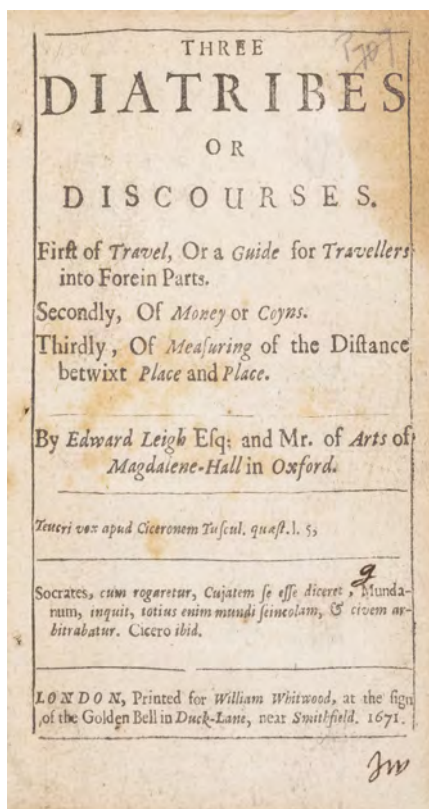 THREE
DIATRIBES
OR
DISCOURSES.
Firſt of Travel, Or a Guide for Travellers
into Forein Parts.
Secondly, Of Money or Coyns.
Thirdly, Of Meaſuring of the Diſtance
betwixt Place and Place.
By Edward Leigh Eſq; and Mr. of Arts of
Magdalene-Hall in Oxford.
Teucri vox apud Ciceronem Tuſcul. quæſt. l. 5,
Socrates, cum rogaretur, Cujatem ſe eſſe diceret, Munda-
num, inquit, totius enim mundi ſeincolam, & civem ar-
bitrabatur. Cicero ibid.
LONDON, Printed for William Whitwood, at the ſign
of the Golden Bell in Duck-Lane, near Smithfield. 1671.